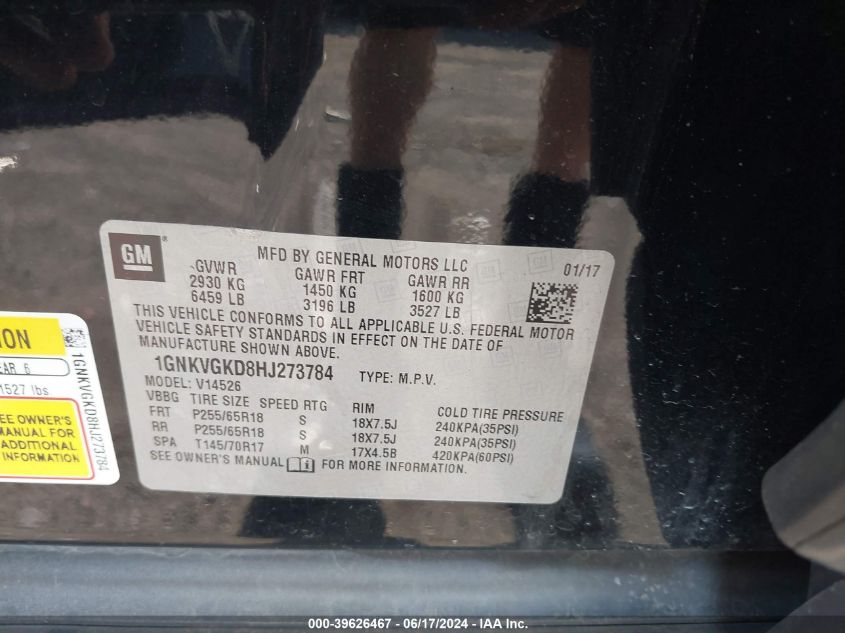 GM
®
MFD BY GENERAL MOTORS LLC
01/17
GVWR GAWR FRT GAWR RR
2930 KG 1450 KG 1600 KG
6459 LB 3196 LB 3527 LB
THIS VEHICLE CONFORMS TO ALL APPLICABLE U.S. FEDERAL MOTOR
VEHICLE SAFETY STANDARDS IN EFFECT ON THE DATE OF
MANUFACTURE SHOWN ABOVE.
1GNKVGKD8HJ273784 TYPE: M.P.V.
MODEL: V14526
VBBG TIRE SIZE SPEED RTG RIM COLD TIRE PRESSURE
FRT P255/65R18 S 18X7.5J 240KPA(35PSI)
RR P255/65R18 S 18X7.5J 240KPA(35PSI)
SPA T145/70R17 M 17X4.5B 420KPA(60PSI)
SEE OWNER'S MANUAL FOR MORE INFORMATION.
ION
EAR 6
1527 lbs
EE OWNER'S
MANUAL FOR
ADDITIONAL
INFORMATION
1GNKVGKD8HJ273784
000-39626467 - 06/17/2024 - IAA Inc.